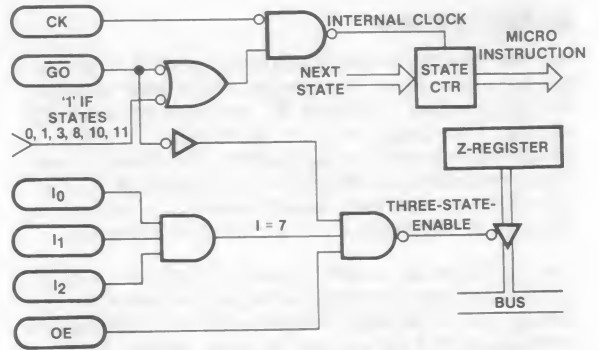 CK
INTERNAL CLOCK
MICRO
INSTRUCTION
GO
NEXT
STATE
STATE
CTR
'1' IF
STATES
0, 1, 3, 8, 10, 11
Z-REGISTER
I0
I1
I2
I = 7
THREE-STATE-
ENABLE
OE
BUS